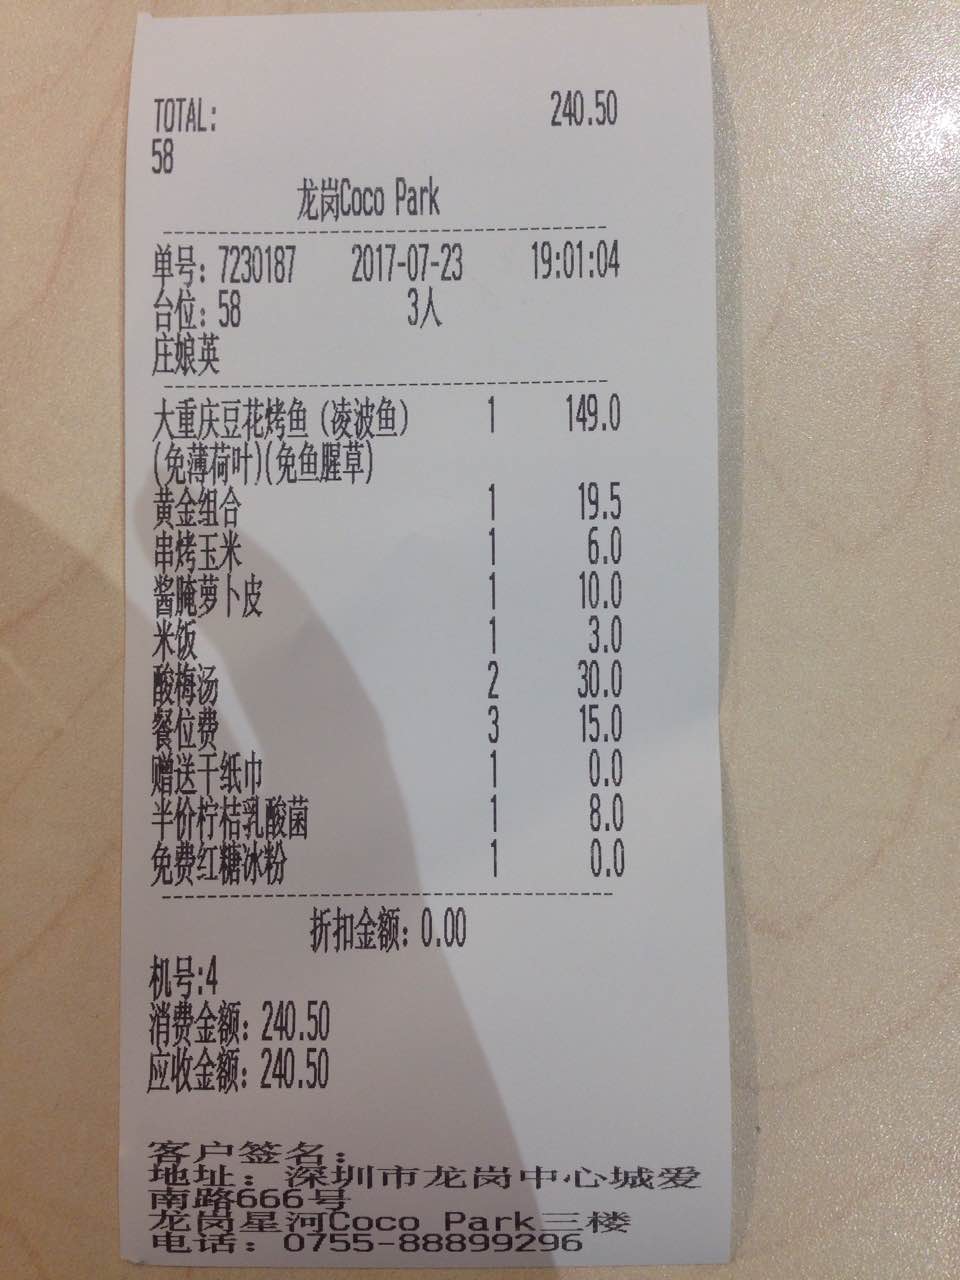 TOTAL: 240.50
58
龙岗Coco Park
单号: 7230187 2017-07-23 19:01:04
台位: 58 3人
庄娘英
大重庆豆花烤鱼 (凌波鱼) 1 149.0
(免薄荷叶)(免鱼腥草)
黄金组合 1 19.5
串烤玉米 1 6.0
酱腌萝卜皮 1 10.0
米饭 1 3.0
酸梅汤 2 30.0
餐位费 3 15.0
赠送干纸巾 1 0.0
半价柠桔乳酸菌 1 8.0
免费红糖冰粉 1 0.0
折扣金额: 0.00
机号:4
消费金额: 240.50
应收金额: 240.50
客户签名:
地址: 深圳市龙岗中心城爱
南路666号
龙岗星河Coco Park三楼
电话: 0755-88899296